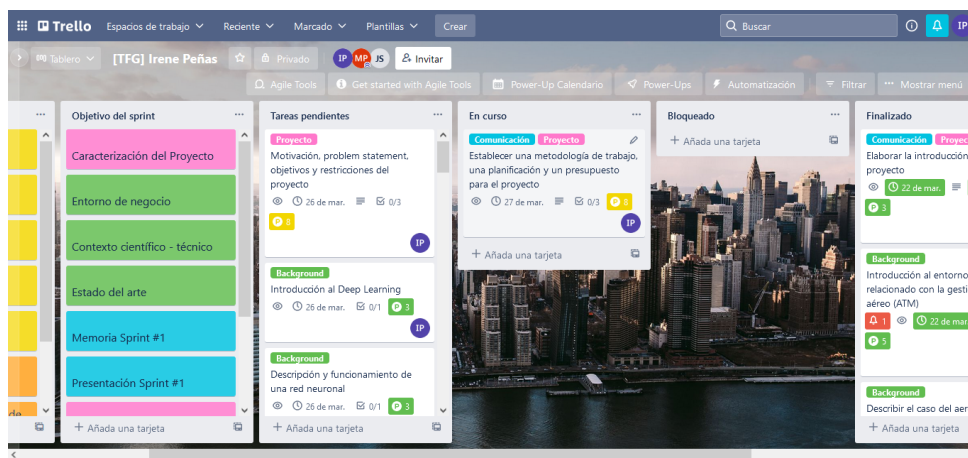 Trello
Espacios de trabajo
Reciente
Marcado
Plantillas
Crear
Buscar
IP
Tablero
[TFG] Irene Peñas
Privado
IP
MP
JS
Invitar
Agile Tools
Get started with Agile Tools
Power-Up Calendario
Power-Ups
Automatización
Filtrar
Mostrar menú
de
Objetivo del sprint
Caracterización del Proyecto
Entorno de negocio
Contexto científico - técnico
Estado del arte
Memoria Sprint #1
Presentación Sprint #1
+ Añada una tarjeta
Tareas pendientes
Proyecto
Motivación, problem statement,
objetivos y restricciones del
proyecto
26 de mar.
0/3
8
IP
Background
Introducción al Deep Learning
26 de mar.
0/1
3
IP
Background
Descripción y funcionamiento de
una red neuronal
26 de mar.
0/1
3
+ Añada una tarjeta
En curso
Comunicación Proyecto
Establecer una metodología de trabajo,
una planificación y un presupuesto
para el proyecto
27 de mar.
0/3
8
IP
+ Añada una tarjeta
Bloqueado
+ Añada una tarjeta
Finalizado
Comunicación Proyec
Elaborar la introducción
proyecto
22 de mar.
3
Background
Introducción al entorno
relacionado con la gesti
aéreo (ATM)
1
22 de mar
5
Background
Describir el caso del aer
+ Añada una tarjeta